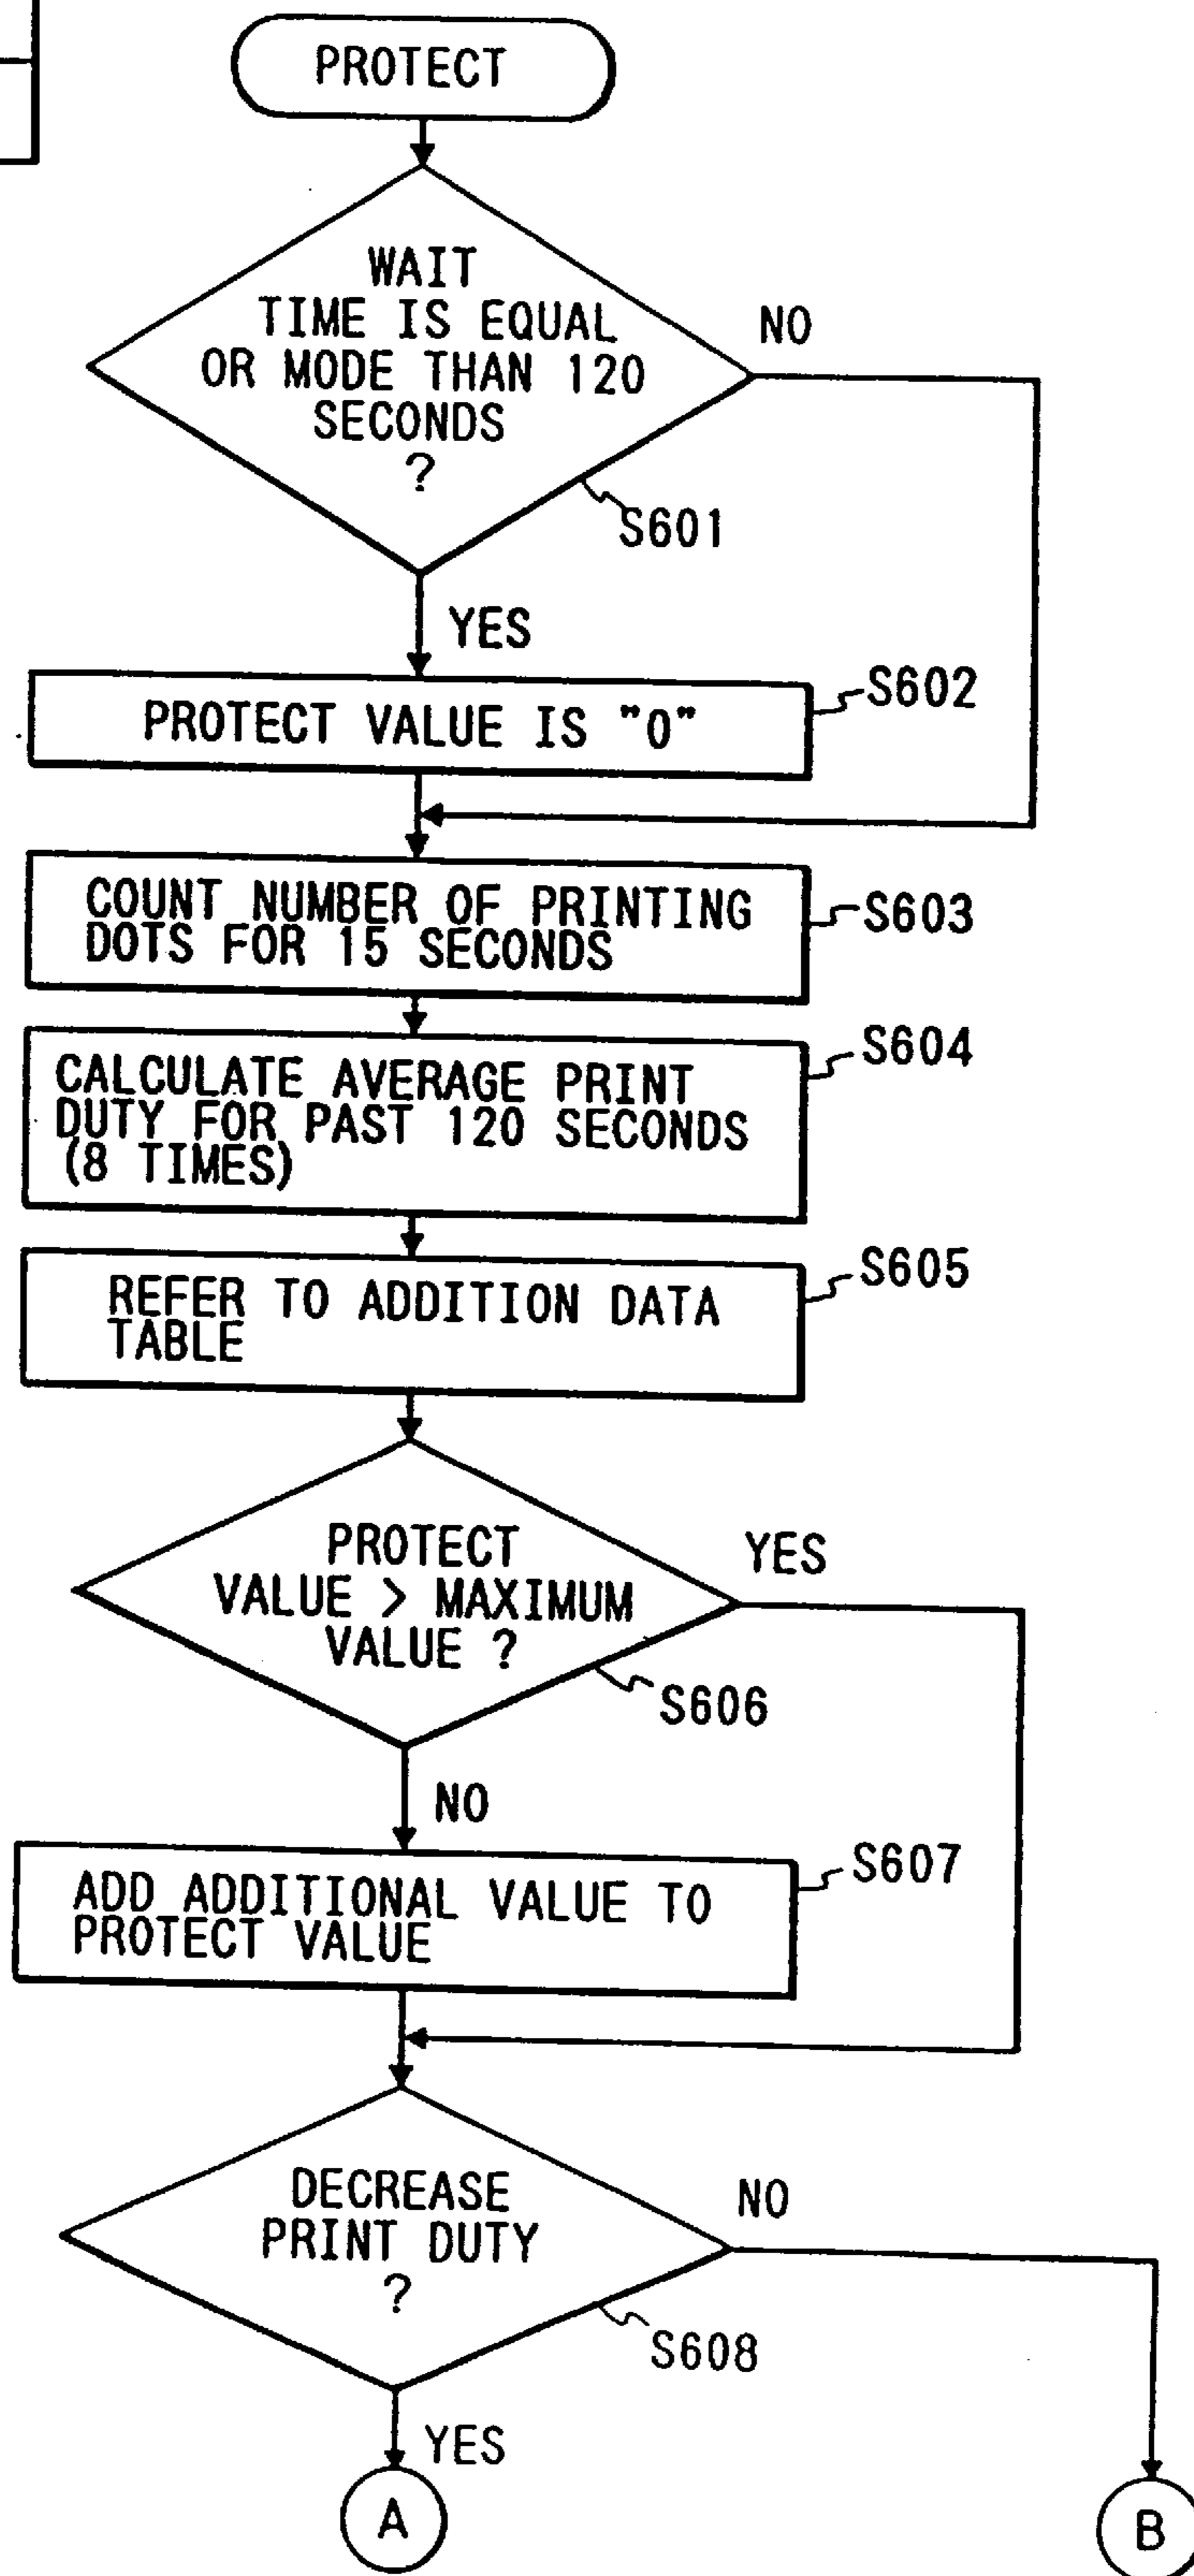 PROTECT
WAIT
TIME IS EQUAL
OR MODE THAN 120
SECONDS
?
NO
S601
YES
PROTECT VALUE IS "0"
S602
COUNT NUMBER OF PRINTING
DOTS FOR 15 SECONDS
S603
CALCULATE AVERAGE PRINT
DUTY FOR PAST 120 SECONDS
(8 TIMES)
S604
REFER TO ADDITION DATA
TABLE
S605
PROTECT
VALUE > MAXIMUM
VALUE ?
YES
S606
NO
ADD ADDITIONAL VALUE TO
PROTECT VALUE
S607
DECREASE
PRINT DUTY
?
NO
S608
YES
A
B